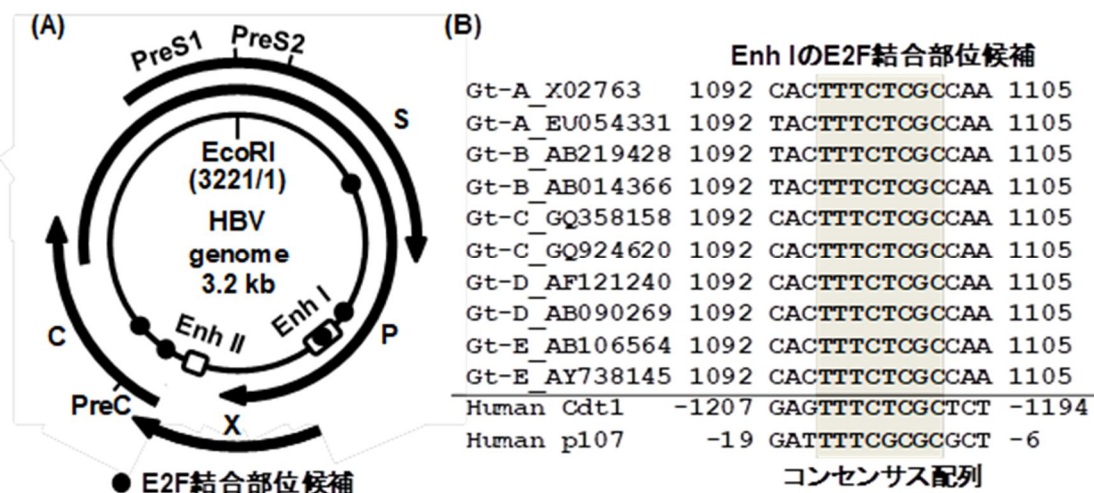 (A)
PreS1
PreS2
S
EcoRI
(3221/1)
HBV
genome
3.2 kb
Enh I
Enh II
P
C
PreC
X
● E2F結合部位候補
(B)
Enh IのE2F結合部位候補
Gt-A_X02763 1092 CACTTTCTCGCCAA 1105
Gt-A_EU054331 1092 TACTTTCTCGCCAA 1105
Gt-B_AB219428 1092 TACTTTCTCGCCAA 1105
Gt-B_AB014366 1092 TACTTTCTCGCCAA 1105
Gt-C_GQ358158 1092 CACTTTCTCGCCAA 1105
Gt-C_GQ924620 1092 CACTTTCTCGCCAA 1105
Gt-D_AF121240 1092 CACTTTCTCGCCAA 1105
Gt-D_AB090269 1092 CACTTTCTCGCCAA 1105
Gt-E_AB106564 1092 CACTTTCTCGCCAA 1105
Gt-E_AY738145 1092 CACTTTCTCGCCAA 1105
Human Cdt1 -1207 GAGTTTCTCGCTCT -1194
Human p107 -19 GATTTTCGCGCGCT -6
コンセンサス配列